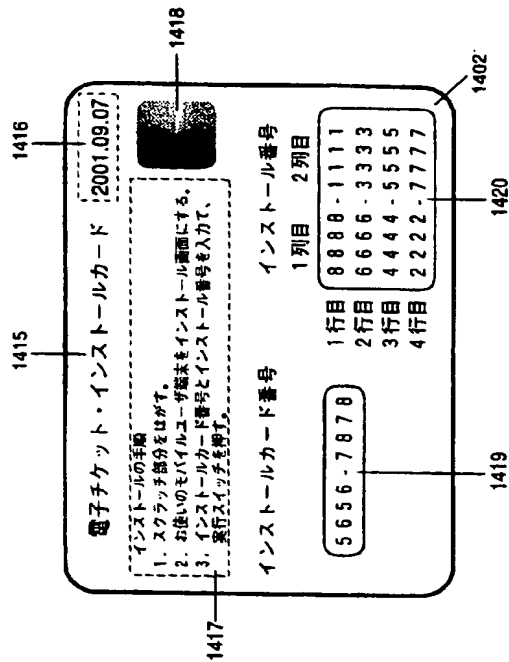 1415
1416
1418
電子チケット・インストールカード
2001.09.07
インストールの手順
1. スクラッチ部分をはがす。
2. お使いのモバイルユーザ端末をインストール画面にする。
3. インストールカード番号とインストール番号を入力て、
実行スイッチを押す。
1417
インストールカード番号
インストール番号
1列目 2列目
5656-7878
1行目 8888-1111
2行目 6666-3333
3行目 4444-5555
4行目 2222-7777
1402
1419
1420